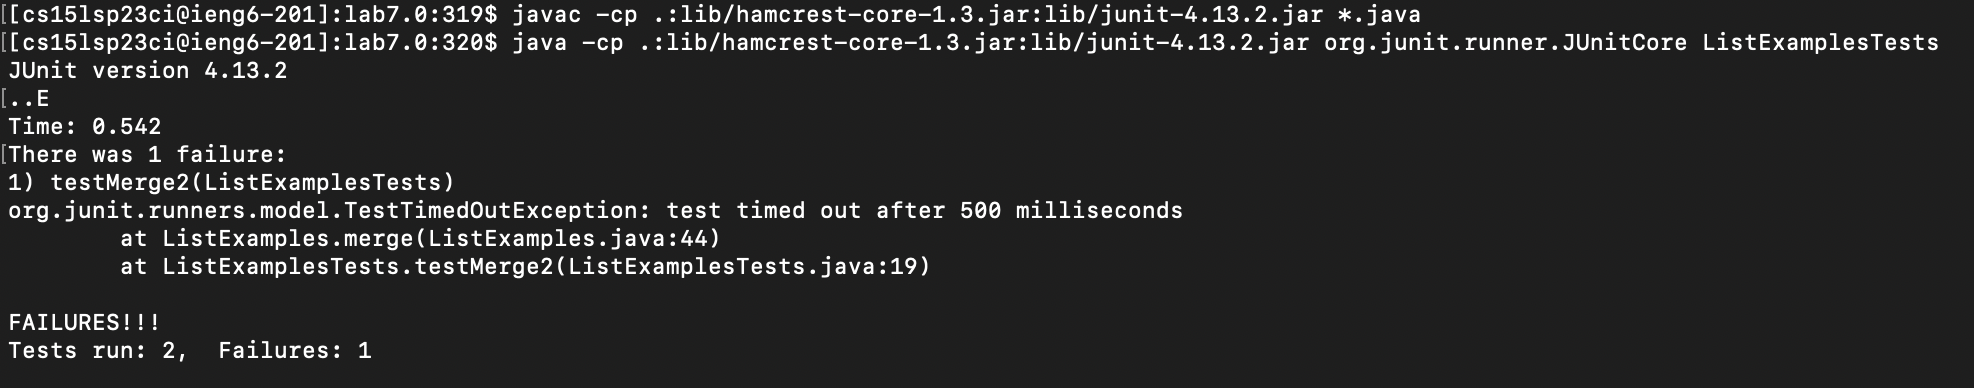 [[cs15lsp23ci@ieng6-201]:lab7.0:319$ javac -cp .:lib/hamcrest-core-1.3.jar:lib/junit-4.13.2.jar *.java
[[cs15lsp23ci@ieng6-201]:lab7.0:320$ java -cp .:lib/hamcrest-core-1.3.jar:lib/junit-4.13.2.jar org.junit.runner.JUnitCore ListExamplesTests
JUnit version 4.13.2
[..E
Time: 0.542
[There was 1 failure:
1) testMerge2(ListExamplesTests)
org.junit.runners.model.TestTimedOutException: test timed out after 500 milliseconds
        at ListExamples.merge(ListExamples.java:44)
        at ListExamplesTests.testMerge2(ListExamplesTests.java:19)
FAILURES!!!
Tests run: 2,  Failures: 1